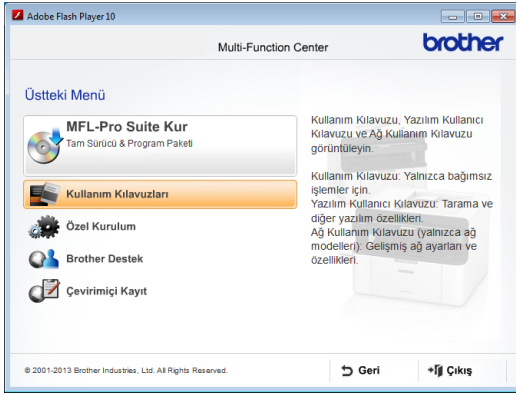 Adobe Flash Player 10
Multi-Function Center
brother
Üstteki Menü
MFL-Pro Suite Kur
Tam Sürücü & Program Paketi
Kullanım Kılavuzları
Özel Kurulum
Brother Destek
Çevirimiçi Kayıt
Kullanım Kılavuzu, Yazılım Kullanıcı
Kılavuzu ve Ağ Kullanım Kılavuzu
görüntüleyin.
Kullanım Kılavuzu: Yalnızca bağımsız
işlemler için.
Yazılım Kullanıcı Kılavuzu: Tarama ve
diğer yazılım özellikleri.
Ağ Kullanım Kılavuzu (yalnızca ağ
modelleri): Gelişmiş ağ ayarları ve
özellikleri.
© 2001-2013 Brother Industries, Ltd. All Rights Reserved.
Geri
Çıkış